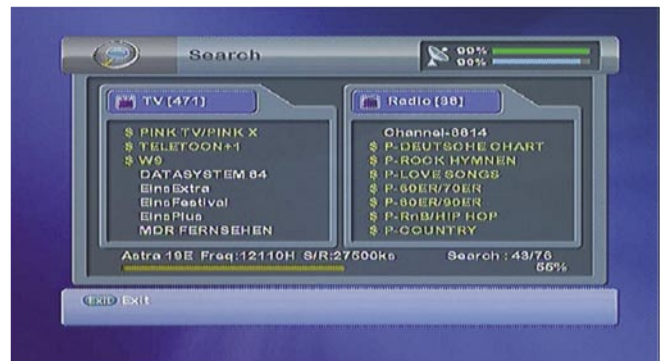 Search
99%
90%
TV [471]
$ PINK TV/PINK X
$ TELETOON+1
$ W9
DATASYSTEM 64
EinsExtra
EinsFestival
EinsPlus
MDR FERNSEHEN
Radio [38]
Channel-6614
$ P-DEUTSCHE CHART
$ P-ROCK HYMNEN
$ P-LOVE SONGS
$ P-60ER/70ER
$ P-80ER/90ER
$ P-RnB/HIP HOP
$ P-COUNTRY
Astra 19E Freq:12110H S/R:27500ks Search : 43/76
55%
Exit Exit